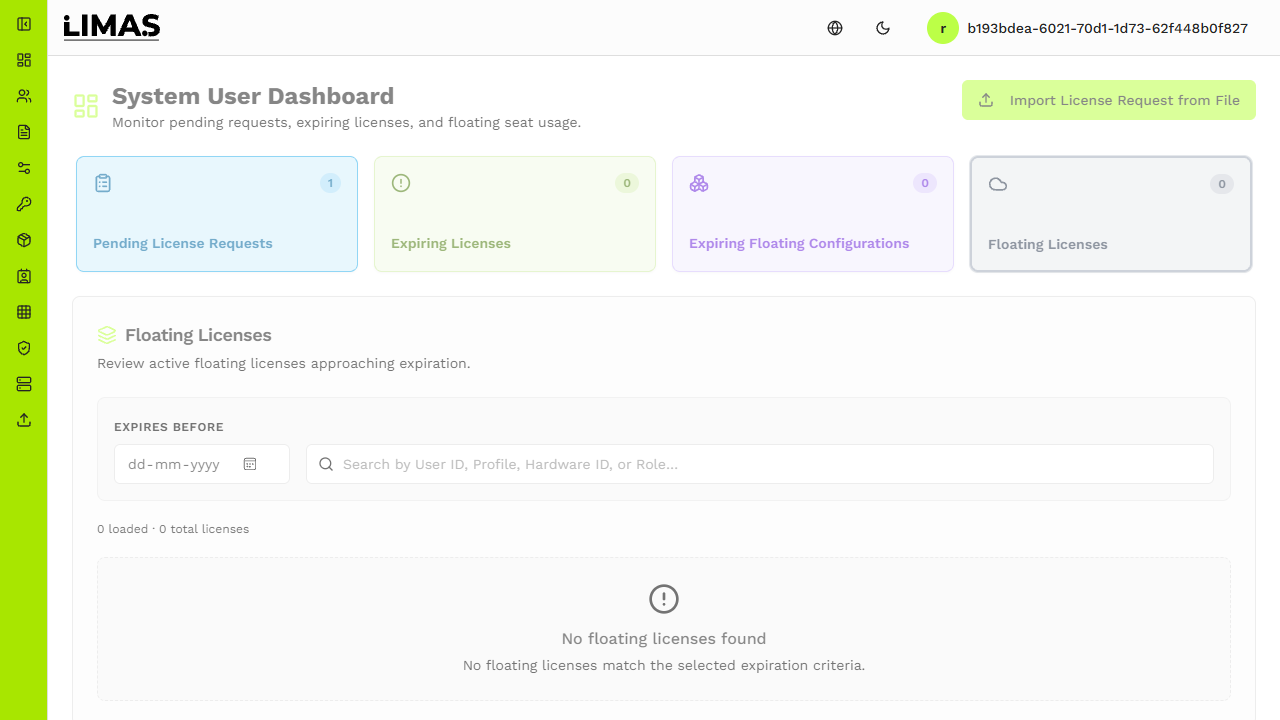 LIMAS
r
b193bdea-6021-70d1-1d73-62f448b0f827
System User Dashboard
Monitor pending requests, expiring licenses, and floating seat usage.
Import License Request from File
1
Pending License Requests
0
Expiring Licenses
0
Expiring Floating Configurations
0
Floating Licenses
Floating Licenses
Review active floating licenses approaching expiration.
EXPIRES BEFORE
dd-mm-yyyy
Search by User ID, Profile, Hardware ID, or Role...
0 loaded · 0 total licenses
No floating licenses found
No floating licenses match the selected expiration criteria.